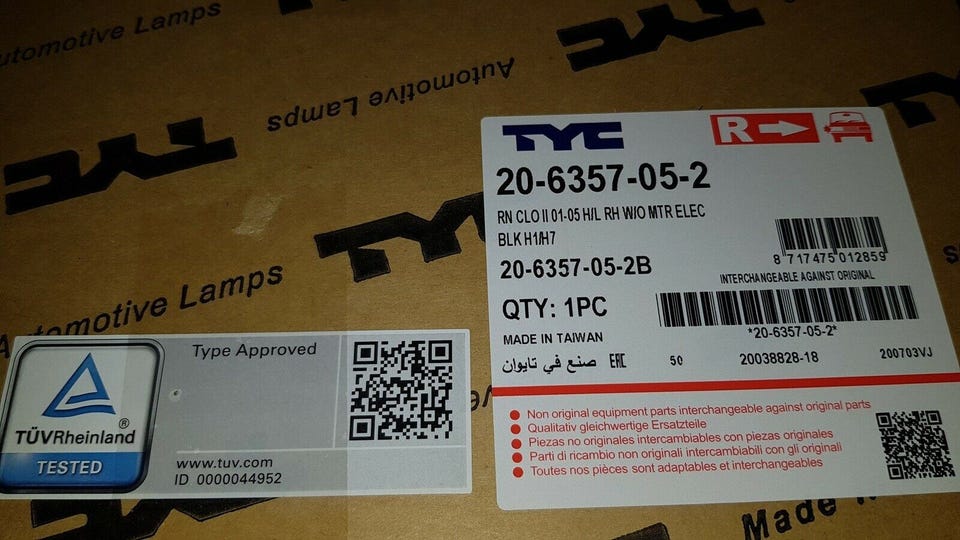 Automotive Lamps
TYC
Automotive Lamps
TYC
TYC
Automotive Lamps
TYC
R
20-6357-05-2
RN CLO II 01-05 H/L RH W/O MTR ELEC
BLK H1/H7
8 717475 012859
20-6357-05-2B
INTERCHANGEABLE AGAINST ORIGINAL
QTY: 1PC
*20-6357-05-2*
MADE IN TAIWAN
صنع في تايوان EAC 50 20038828-18 200703VJ
Non original equipment parts interchangeable against original parts
Qualitativ gleichwertige Ersatzteile
Piezas no originales intercambiables con piezas originales
Parti di ricambio non originali intercambiabili con gli originali
Toutes nos pièces sont adaptables et interchangeables
Type Approved
TÜVRheinland®
TESTED
www.tuv.com
ID 0000044952
TYC
Made